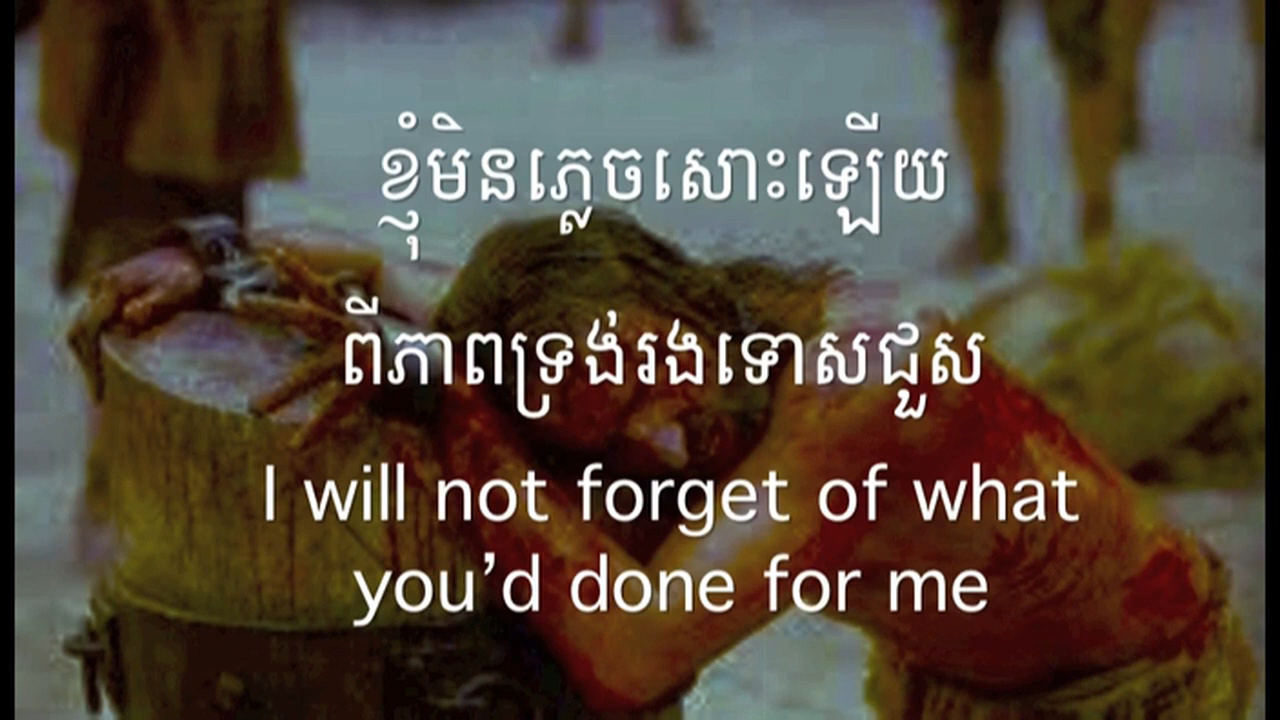 ខ្ញុំមិនភ្លេចសោះឡើយ
ពីភាពទ្រង់រងទោសជួស
I will not forget of what
you’d done for me